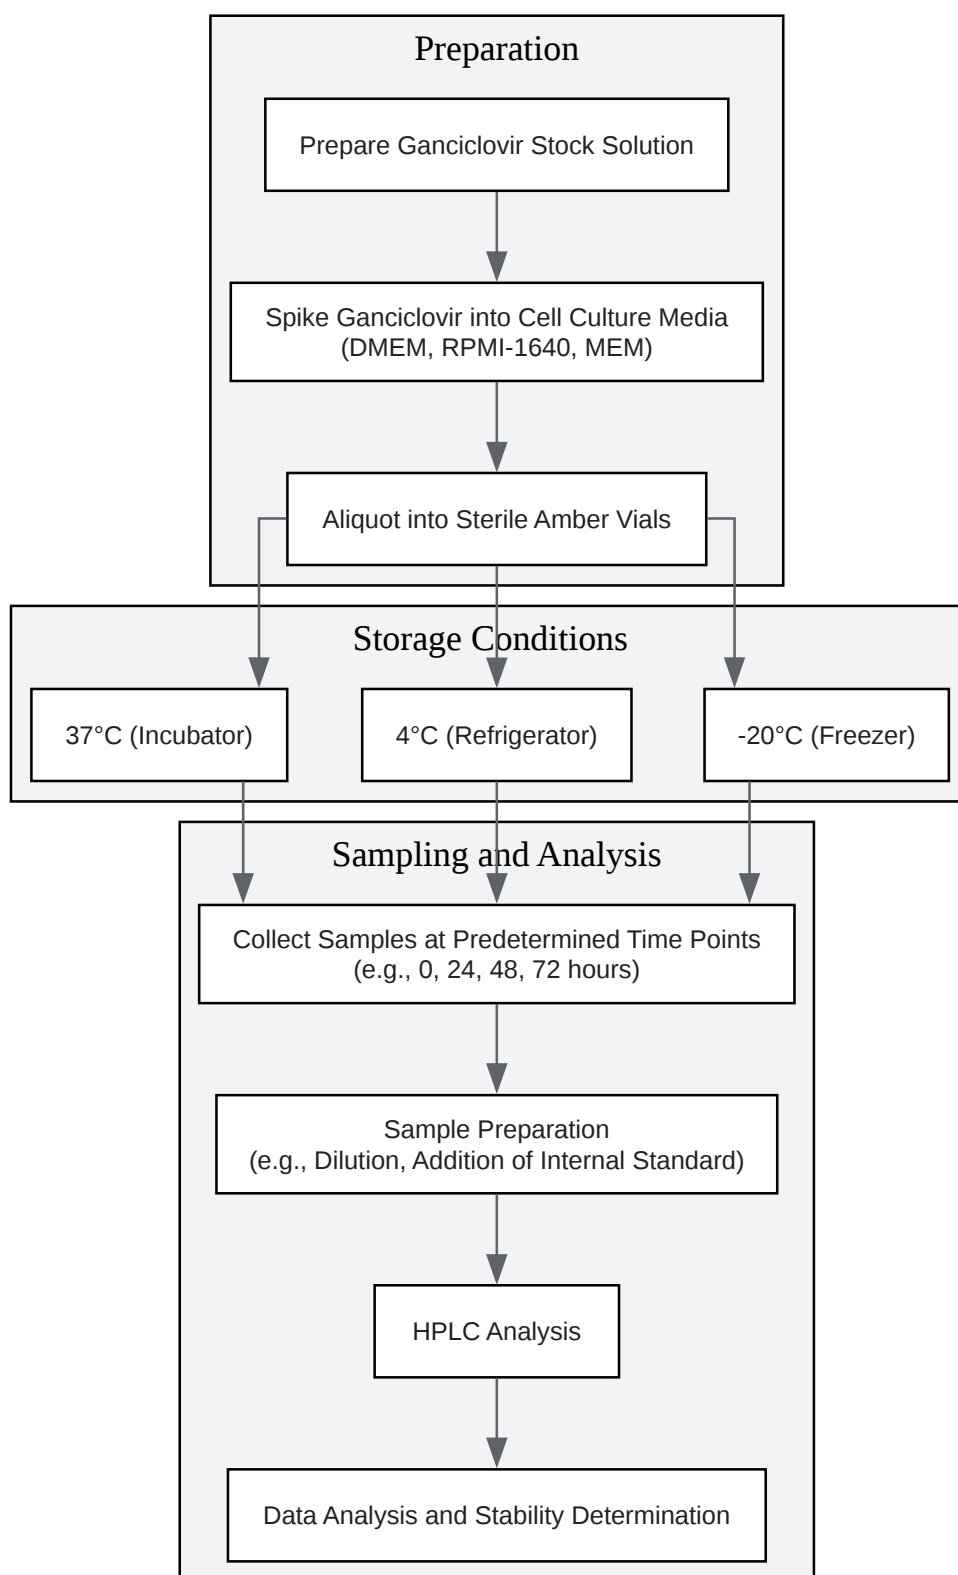 Preparation
Prepare Ganciclovir Stock Solution
Spike Ganciclovir into Cell Culture Media
(DMEM, RPMI-1640, MEM)
Aliquot into Sterile Amber Vials
Storage Conditions
37°C (Incubator)
4°C (Refrigerator)
-20°C (Freezer)
Sampling and Analysis
Collect Samples at Predetermined Time Points
(e.g., 0, 24, 48, 72 hours)
Sample Preparation
(e.g., Dilution, Addition of Internal Standard)
HPLC Analysis
Data Analysis and Stability Determination